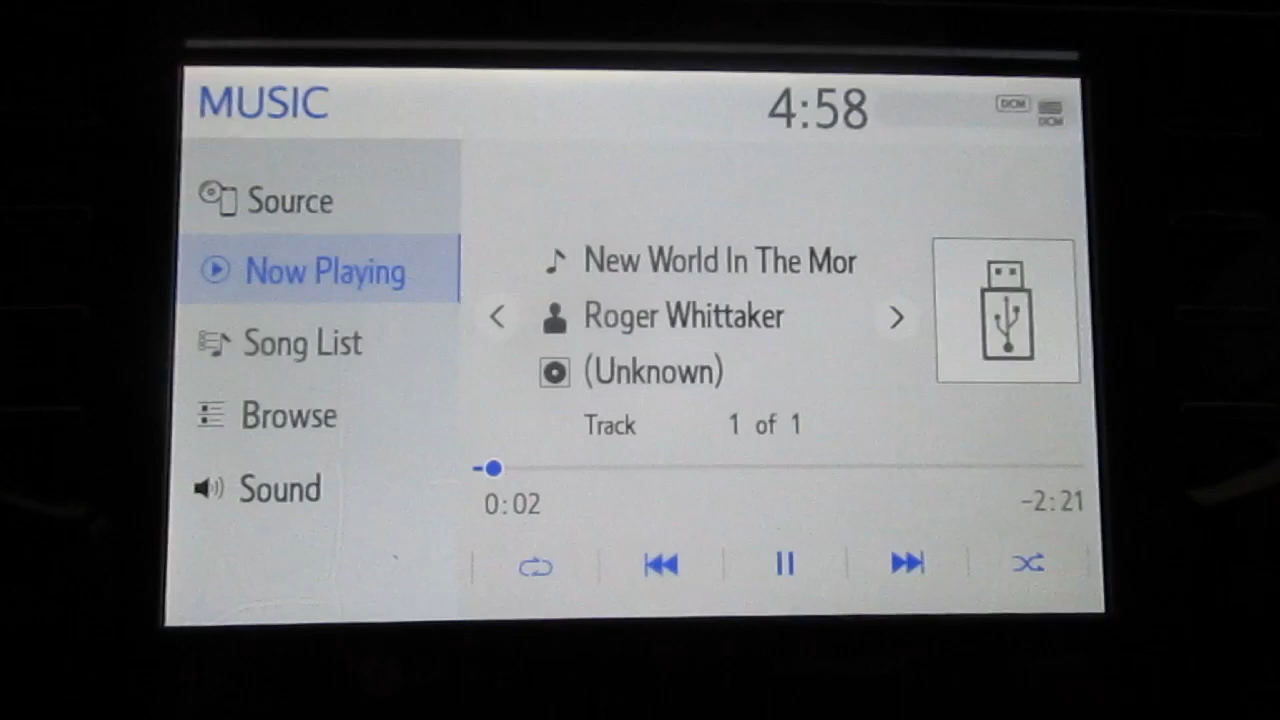 MUSIC
4:58
DCM
DCM
Source
Now Playing
Song List
Browse
Sound
New World In The Mor
Roger Whittaker
(Unknown)
Track 1 of 1
0:02
-2:21